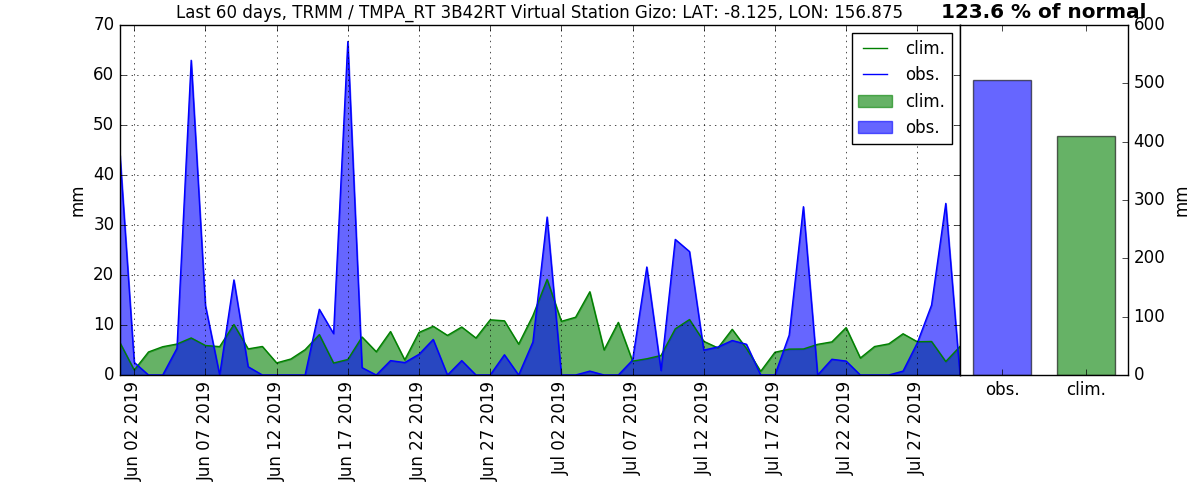 Last 60 days, TRMM / TMPA_RT 3B42RT Virtual Station Gizo: LAT: -8.125, LON: 156.875
123.6 % of normal
70
60
50
40
30
20
10
0
mm
clim.
obs.
clim.
obs.
Jun 02 2019
Jun 07 2019
Jun 12 2019
Jun 17 2019
Jun 22 2019
Jun 27 2019
Jul 02 2019
Jul 07 2019
Jul 12 2019
Jul 17 2019
Jul 22 2019
Jul 27 2019
600
500
400
300
200
100
0
mm
obs.
clim.